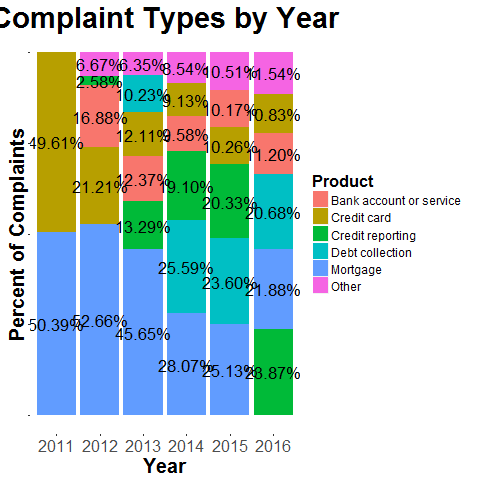 Complaint Types by Year
Percent of Complaints
49.61%
50.39%
6.67%
2.58%
16.88%
21.21%
52.66%
6.35%
10.23%
12.11%
12.37%
13.29%
45.65%
8.54%
9.13%
9.58%
19.10%
25.59%
28.07%
10.51%
10.17%
10.26%
20.33%
23.60%
25.13%
11.54%
10.83%
11.20%
20.68%
21.88%
23.87%
2011 2012 2013 2014 2015 2016
Year
Product
Bank account or service
Credit card
Credit reporting
Debt collection
Mortgage
Other